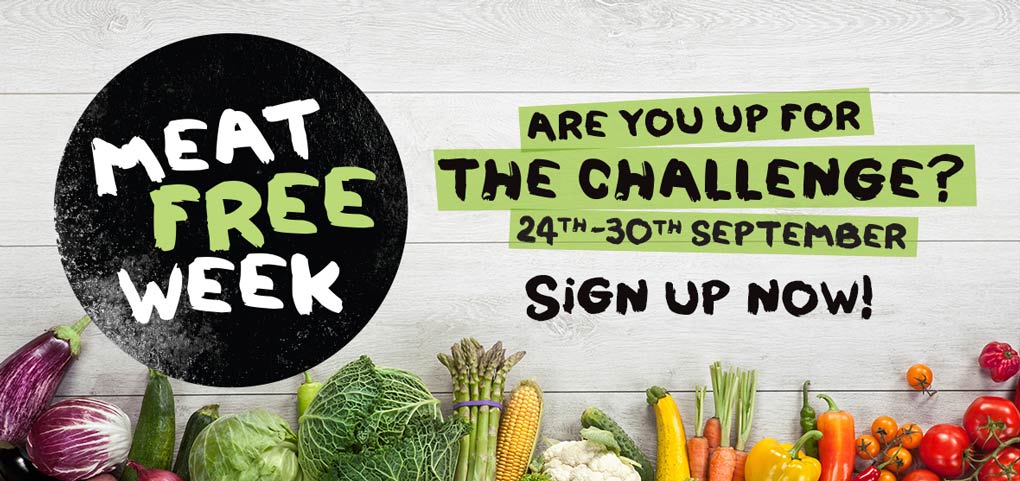 MEAT
FREE
WEEK
ARE YOU UP FOR
THE CHALLENGE?
24TH-30TH SEPTEMBER
SiGN UP NOW!